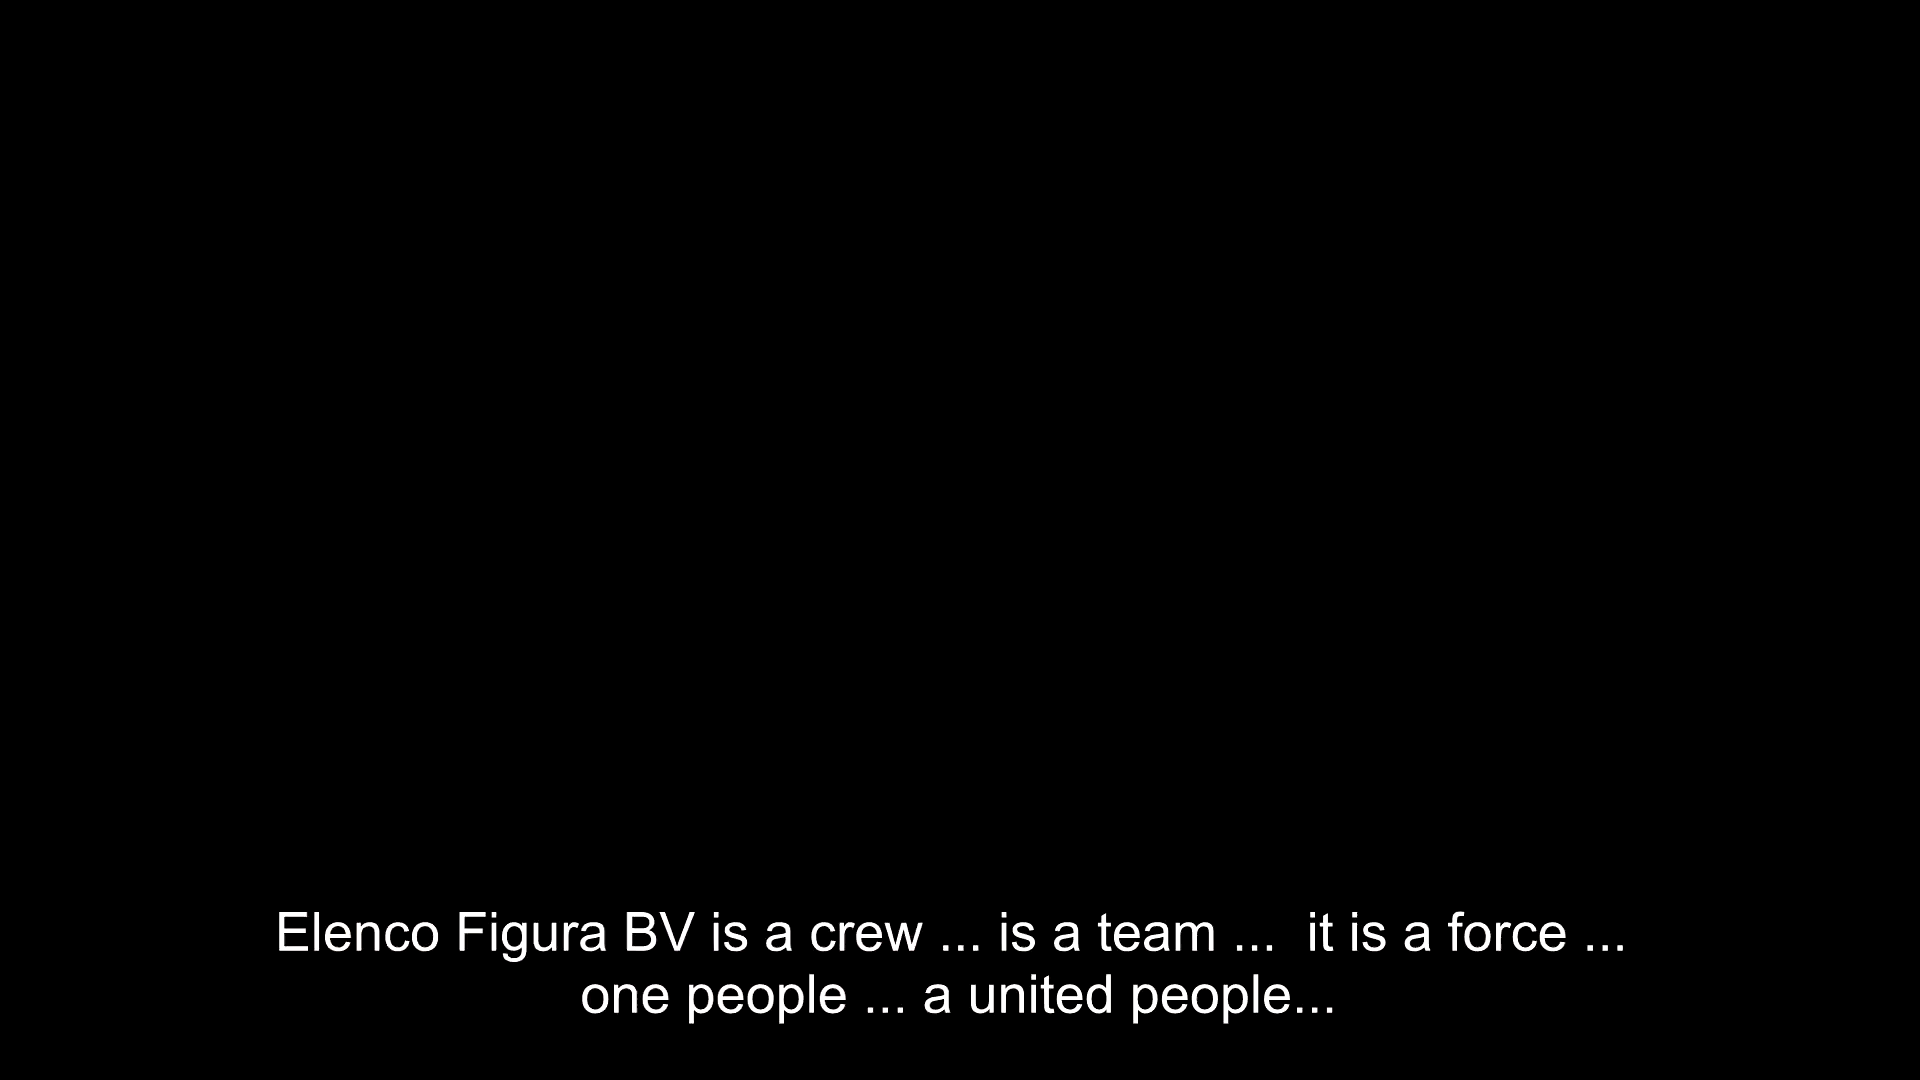 Elenco Figura BV is a crew ... is a team ...  it is a force ...
one people ... a united people...